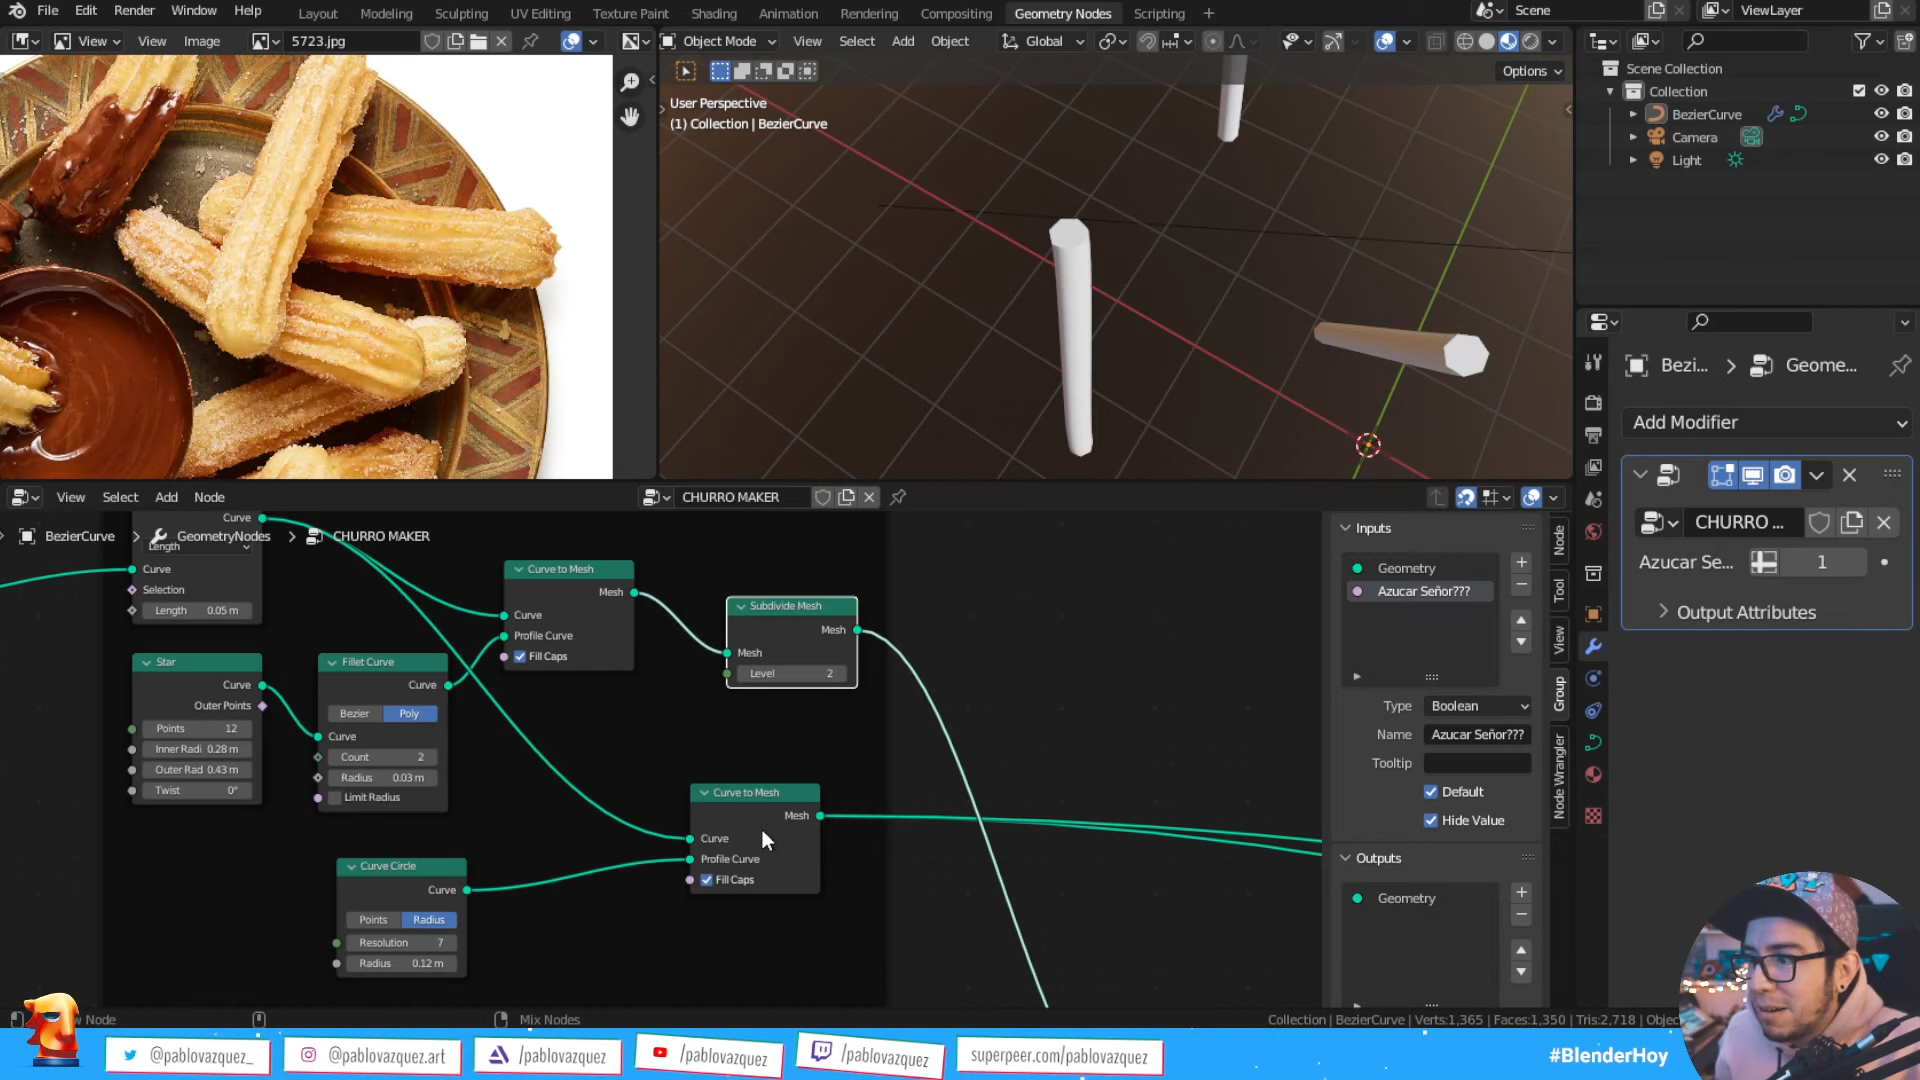 File Edit Render Window Help
Layout Modeling Sculpting UV Editing Texture Paint Shading Animation Rendering Compositing Geometry Nodes Scripting +
Scene ViewLayer
View View Image 5723.jpg
Object Mode View Select Add Object Global
Options
User Perspective
(1) Collection | BezierCurve
Scene Collection
Collection
BezierCurve
Camera
Light
Bezi... Geome...
Add Modifier
CHURRO ...
Azucar Se... 1
Output Attributes
View Select Add Node CHURRO MAKER
BezierCurve GeometryNodes CHURRO MAKER
Curve
Length
Curve
Selection
Length 0.05 m
Curve to Mesh
Mesh
Curve
Profile Curve
Fill Caps
Subdivide Mesh
Mesh
Mesh
Level 2
Star
Curve
Outer Points
Points 12
Inner Radi 0.28 m
Outer Rad 0.43 m
Twist 0°
Fillet Curve
Curve
Bezier Poly
Curve
Count 2
Radius 0.03 m
Limit Radius
Curve to Mesh
Mesh
Curve
Profile Curve
Fill Caps
Curve Circle
Curve
Points Radius
Resolution 7
Radius 0.12 m
Inputs
Geometry
Azucar Señor???
Type Boolean
Name Azucar Señor???
Tooltip
Default
Hide Value
Outputs
Geometry
Node
Tool
View
Group
Node Wrangler
Node
Mix Nodes
Collection | BezierCurve | Verts:1,365 | Faces:1,350 | Tris:2,718 | Objec
@pablovazquez_
@pablovazquez.art
/pablovazquez
/pablovazquez
/pablovazquez
superpeer.com/pablovazquez
#BlenderHoy